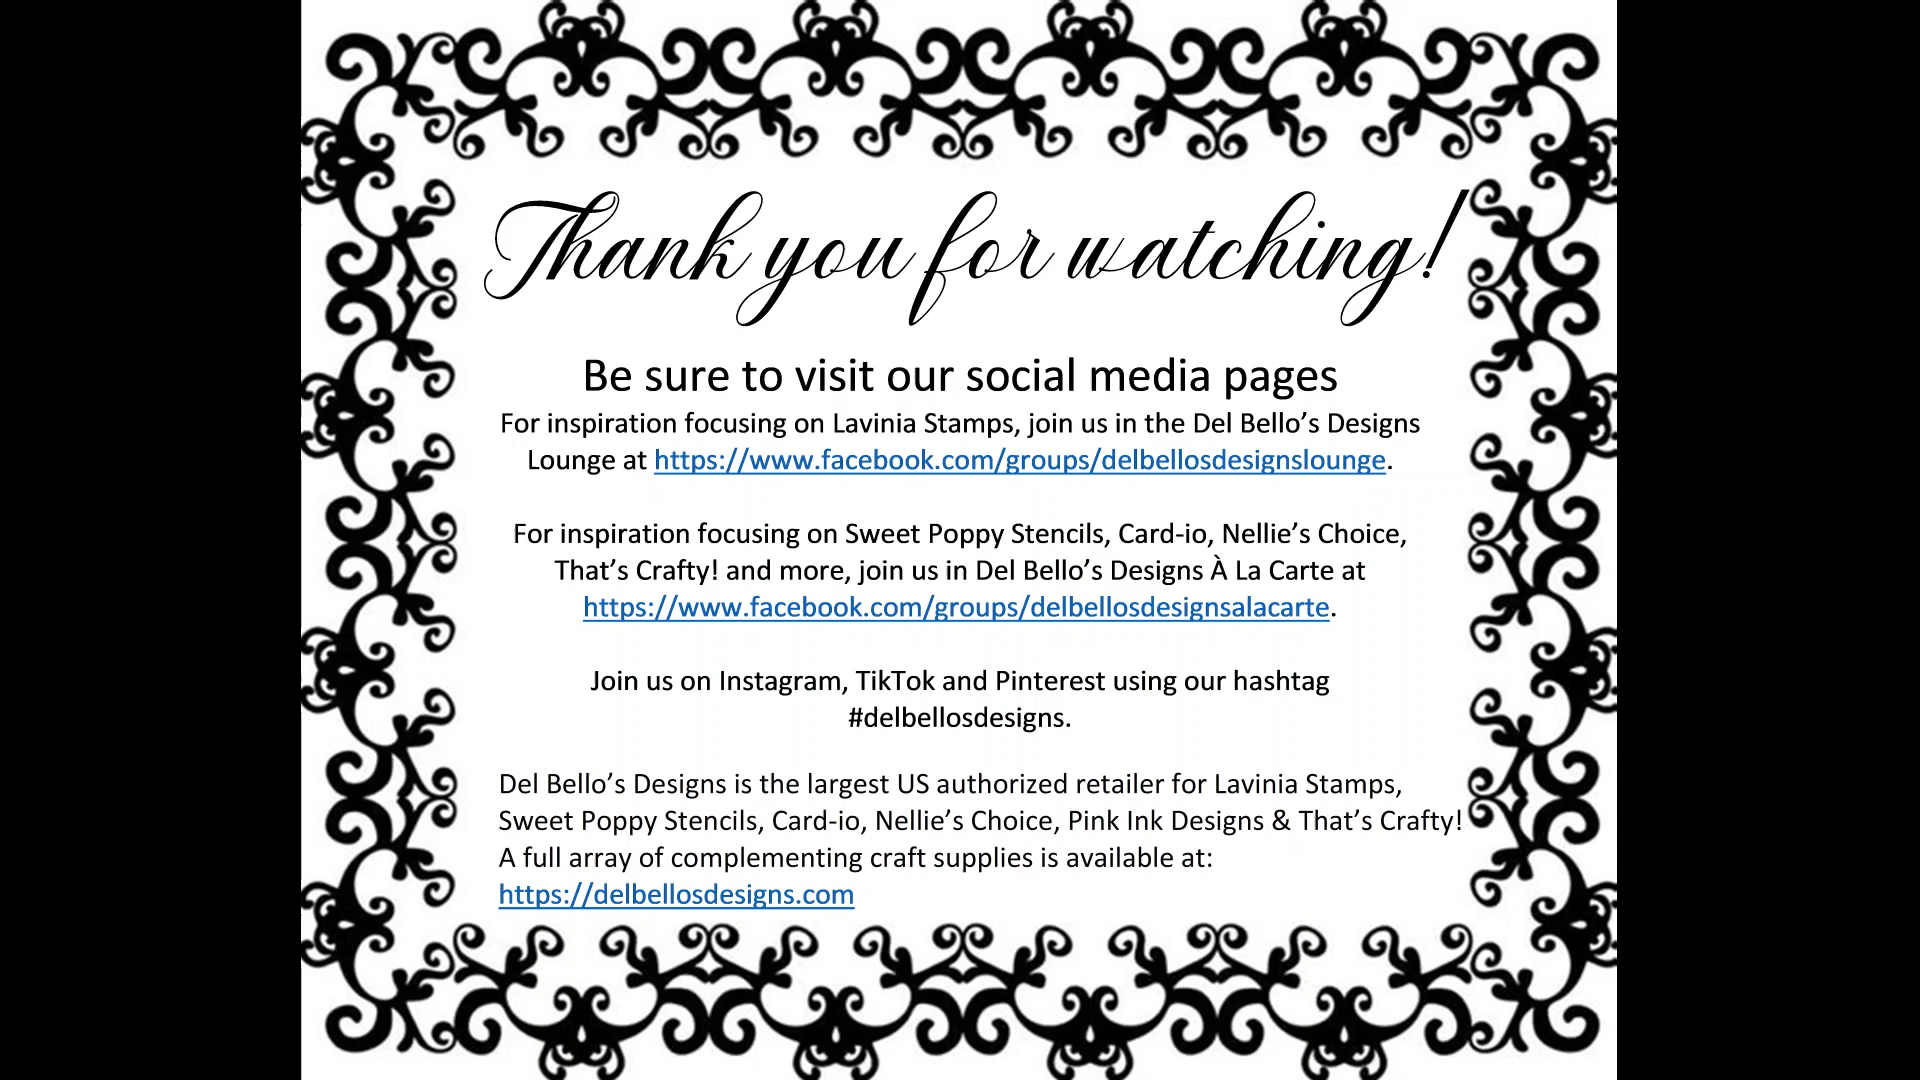 Thank you for watching!
Be sure to visit our social media pages
For inspiration focusing on Lavinia Stamps, join us in the Del Bello’s Designs
Lounge at https://www.facebook.com/groups/delbellosdesignslounge.
For inspiration focusing on Sweet Poppy Stencils, Card-io, Nellie’s Choice,
That’s Crafty! and more, join us in Del Bello’s Designs À La Carte at
https://www.facebook.com/groups/delbellosdesignsalacarte.
Join us on Instagram, TikTok and Pinterest using our hashtag
#delbellosdesigns.
Del Bello’s Designs is the largest US authorized retailer for Lavinia Stamps,
Sweet Poppy Stencils, Card-io, Nellie’s Choice, Pink Ink Designs & That’s Crafty!
A full array of complementing craft supplies is available at:
https://delbellosdesigns.com